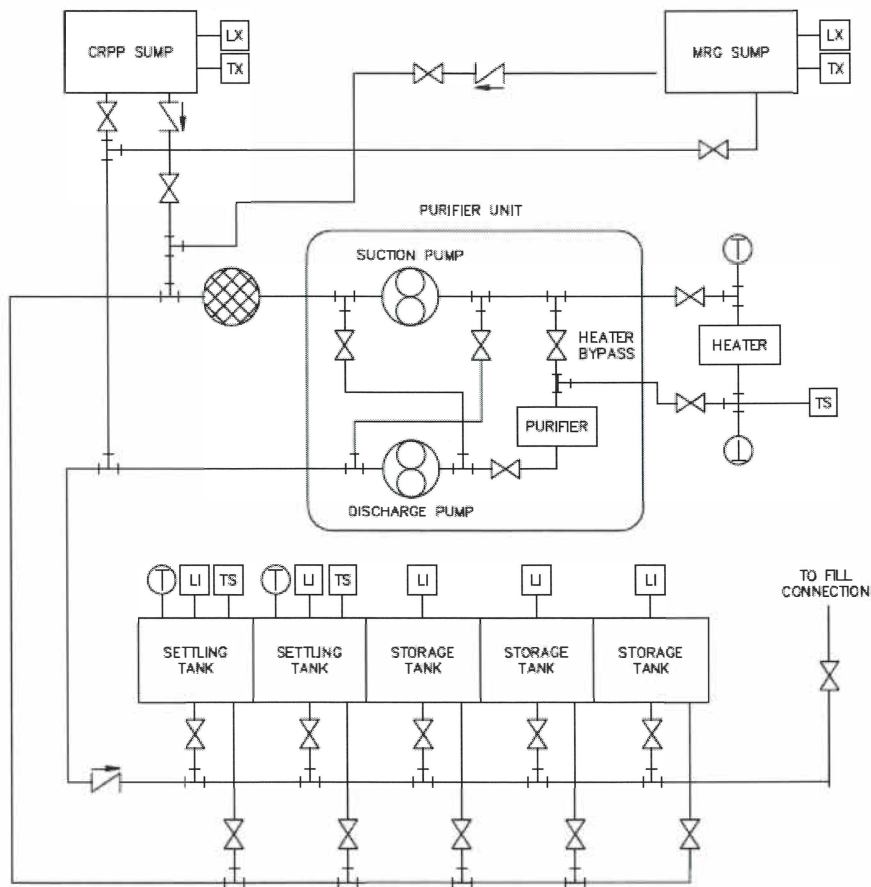 CRPP SUMP
LX
TX
MRG SUMP
LX
TX
PURIFIER UNIT
SUCTION PUMP
T
HEATER
BYPASS
HEATER
PURIFIER
TS
DISCHARGE PUMP
T
LI
TS
T
LI
TS
LI
LI
LI
TO FILL
CONNECTION
SETTLING
TANK
SETTLING
TANK
STORAGE
TANK
STORAGE
TANK
STORAGE
TANK